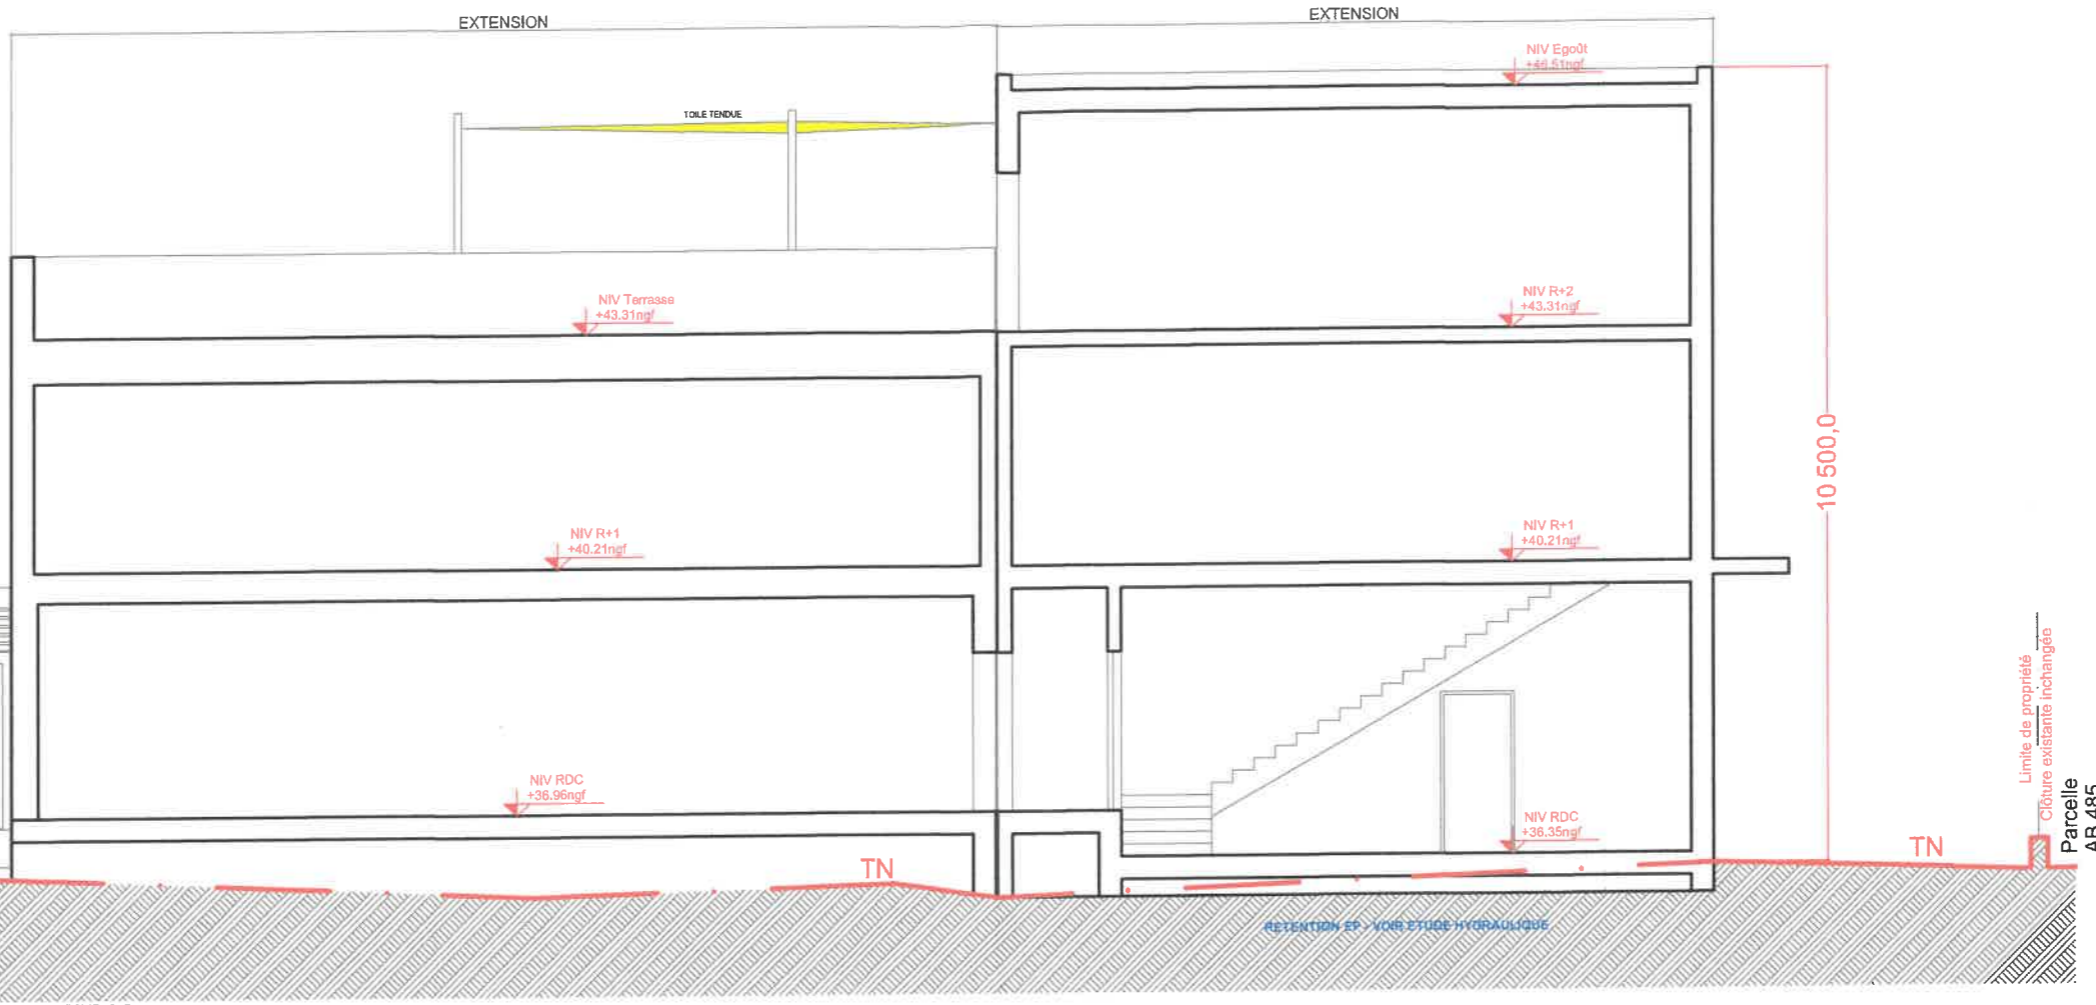 EXTENSION
EXTENSION
NIV Egoût
+46.51ngf
TOILE TENDUE
NIV Terrasse
+43.31ngf
NIV R+2
+43.31ngf
NIV R+1
+40.21ngf
NIV R+1
+40.21ngf
10 500,0
NIV RDC
+36.96ngf
NIV RDC
+36.35ngf
TN
TN
Limite de propriété
Clôture existante inchangée
Parcelle
AB 485
RETENTION EP - VOIR ETUDE HYDRAULIQUE